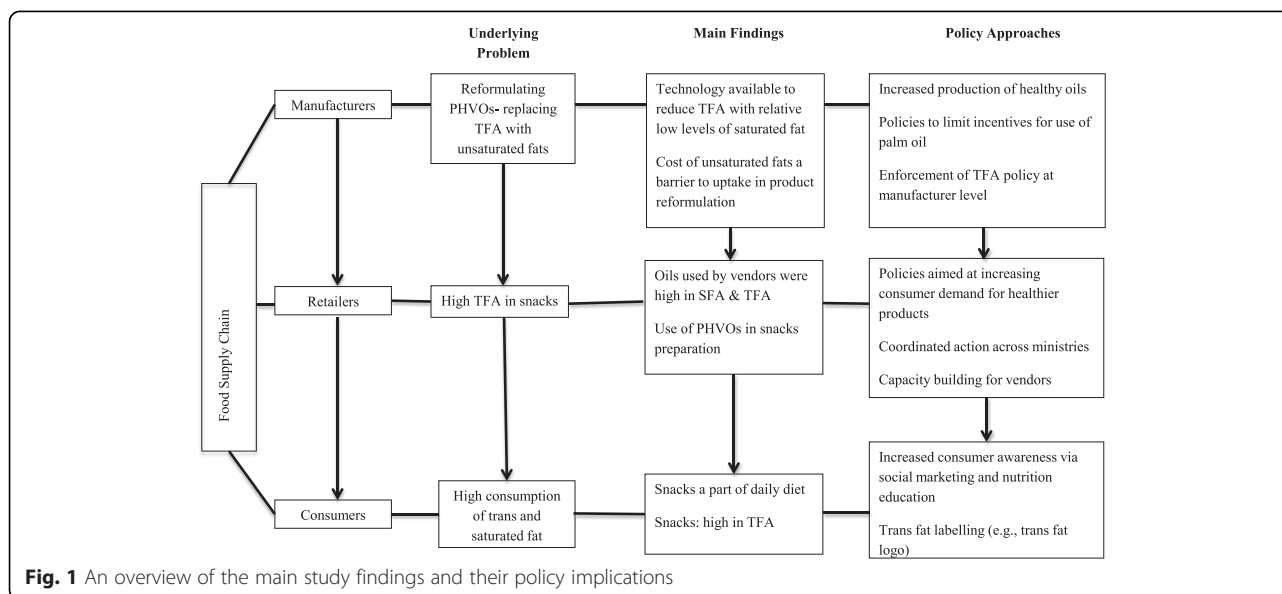 Underlying
Problem
Main Findings
Policy Approaches
Food Supply Chain
Manufacturers
Reformulating
PHVOs- replacing
TFA with
unsaturated fats
Technology available to
reduce TFA with relative
low levels of saturated fat
Cost of unsaturated fats a
barrier to uptake in product
reformulation
Increased production of healthy oils
Policies to limit incentives for use of
palm oil
Enforcement of TFA policy at
manufacturer level
Retailers
High TFA in snacks
Oils used by vendors were
high in SFA & TFA
Use of PHVOs in snacks
preparation
Policies aimed at increasing
consumer demand for healthier
products
Coordinated action across ministries
Capacity building for vendors
Consumers
High consumption
of trans and
saturated fat
Snacks a part of daily diet
Snacks: high in TFA
Increased consumer awareness via
social marketing and nutrition
education
Trans fat labelling (e.g., trans fat
logo)
Fig. 1 An overview of the main study findings and their policy implications